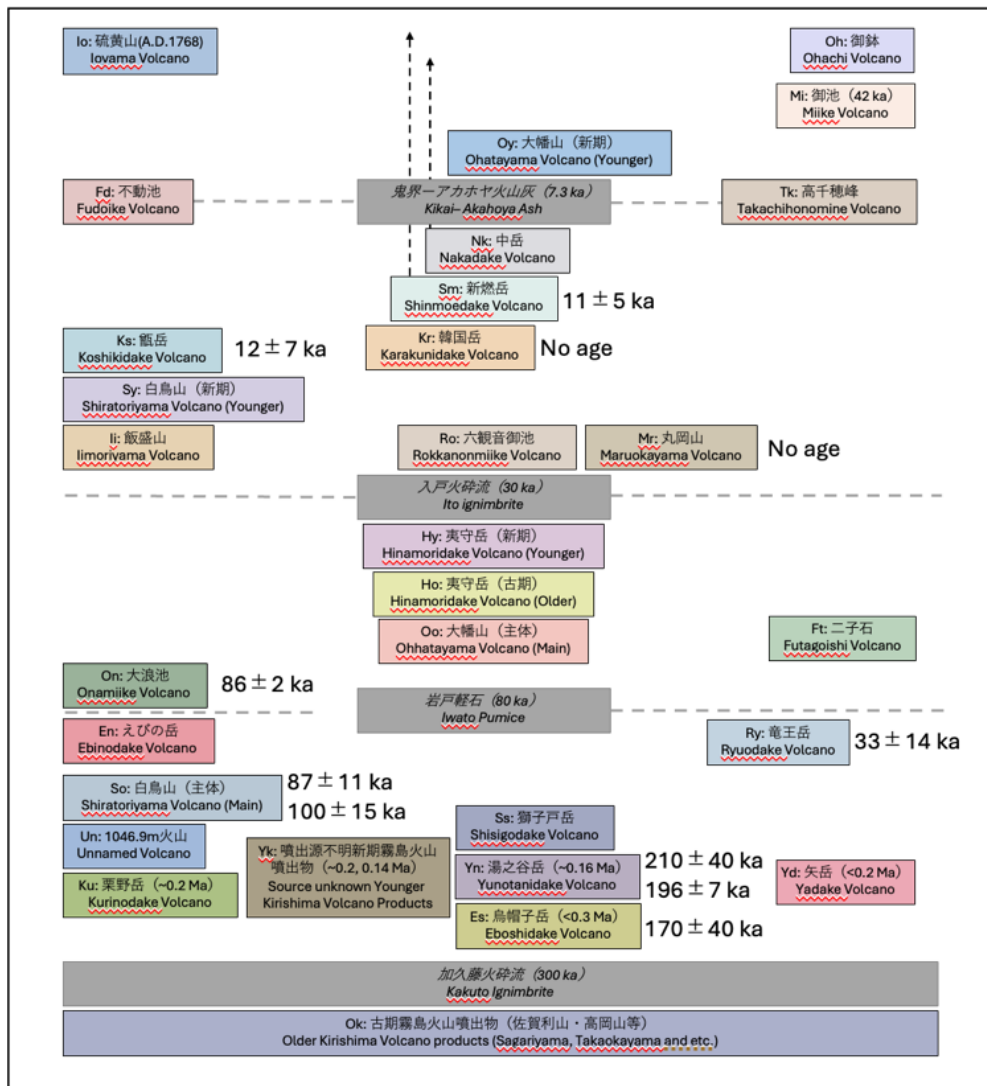 Io: 硫黄山(A.D.1768)
Iovama Volcano
Oh: 御鉢
Ohachi Volcano
Mi: 御池（42 ka）
Miike Volcano
Oy: 大幡山（新期）
Ohatayama Volcano (Younger)
Fd: 不動池
Fudoike Volcano
鬼界ーアカホヤ火山灰（7.3 ka）
Kikai– Akahoya Ash
Tk: 高千穂峰
Takachihonomine Volcano
Nk: 中岳
Nakadake Volcano
Sm: 新燃岳
Shinmoedake Volcano
11 ± 5 ka
Ks: 甑岳
Koshikidake Volcano
12 ± 7 ka
Kr: 韓国岳
Karakunidake Volcano
No age
Sy: 白鳥山（新期）
Shiratoriyama Volcano (Younger)
Ii: 飯盛山
Iimoriyama Volcano
Ro: 六観音御池
Rokkanonmiike Volcano
Mr: 丸岡山
Maruokayama Volcano
No age
入戸火砕流（30 ka）
Ito ignimbrite
Hy: 夷守岳（新期）
Hinamoridake Volcano (Younger)
Ho: 夷守岳（古期）
Hinamoridake Volcano (Older)
Oo: 大幡山（主体）
Ohhatayama Volcano (Main)
Ft: 二子石
Futagoishi Volcano
On: 大浪池
Onamiike Volcano
86 ± 2 ka
岩戸軽石（80 ka）
Iwato Pumice
En: えびの岳
Ebinodake Volcano
Ry: 竜王岳
Ryuodake Volcano
33 ± 14 ka
So: 白鳥山（主体）
Shiratoriyama Volcano (Main)
87 ± 11 ka
100 ± 15 ka
Ss: 獅子戸岳
Shisigodake Volcano
Un: 1046.9m火山
Unnamed Volcano
Yk: 噴出源不明新期霧島火山
噴出物（~0.2, 0.14 Ma）
Source unknown Younger
Kirishima Volcano Products
Yn: 湯之谷岳（~0.16 Ma）
Yunotanidake Volcano
210 ± 40 ka
196 ± 7 ka
Yd: 矢岳（<0.2 Ma）
Yadake Volcano
Ku: 栗野岳（~0.2 Ma）
Kurinodake Volcano
Es: 烏帽子岳（<0.3 Ma）
Eboshidake Volcano
170 ± 40 ka
加久藤火砕流（300 ka）
Kakuto Ignimbrite
Ok: 古期霧島火山噴出物（佐賀利山・高岡山等）
Older Kirishima Volcano products (Sagariyama, Takaokayama and etc.)